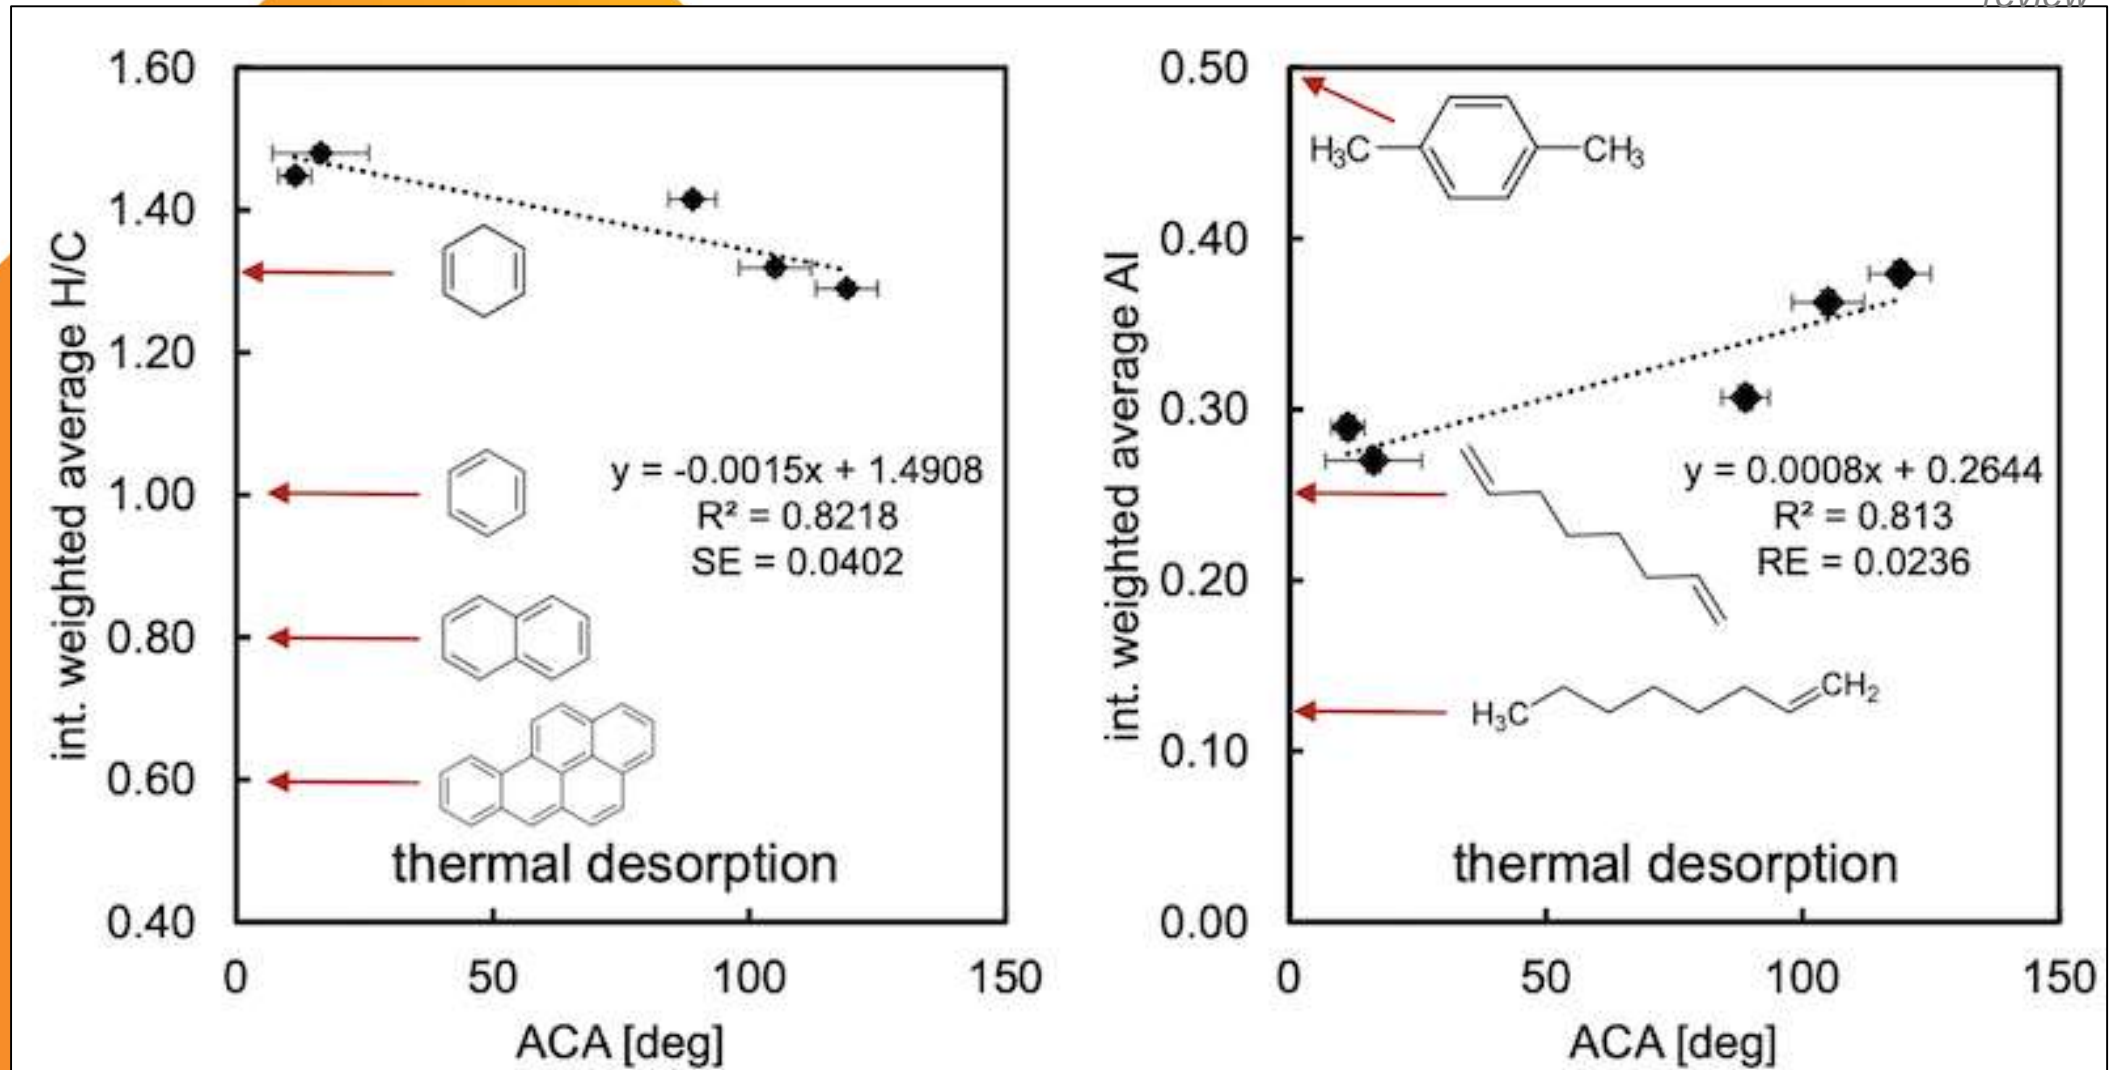 review
1.60
1.40
1.20
1.00
0.80
0.60
0.40
int. weighted average H/C
y = -0.0015x + 1.4908
R² = 0.8218
SE = 0.0402
thermal desorption
0
50
100
150
ACA [deg]
0.50
0.40
0.30
0.20
0.10
0.00
int. weighted average AI
H₃C
CH₃
y = 0.0008x + 0.2644
R² = 0.813
RE = 0.0236
H₃C
CH₂
thermal desorption
0
50
100
150
ACA [deg]